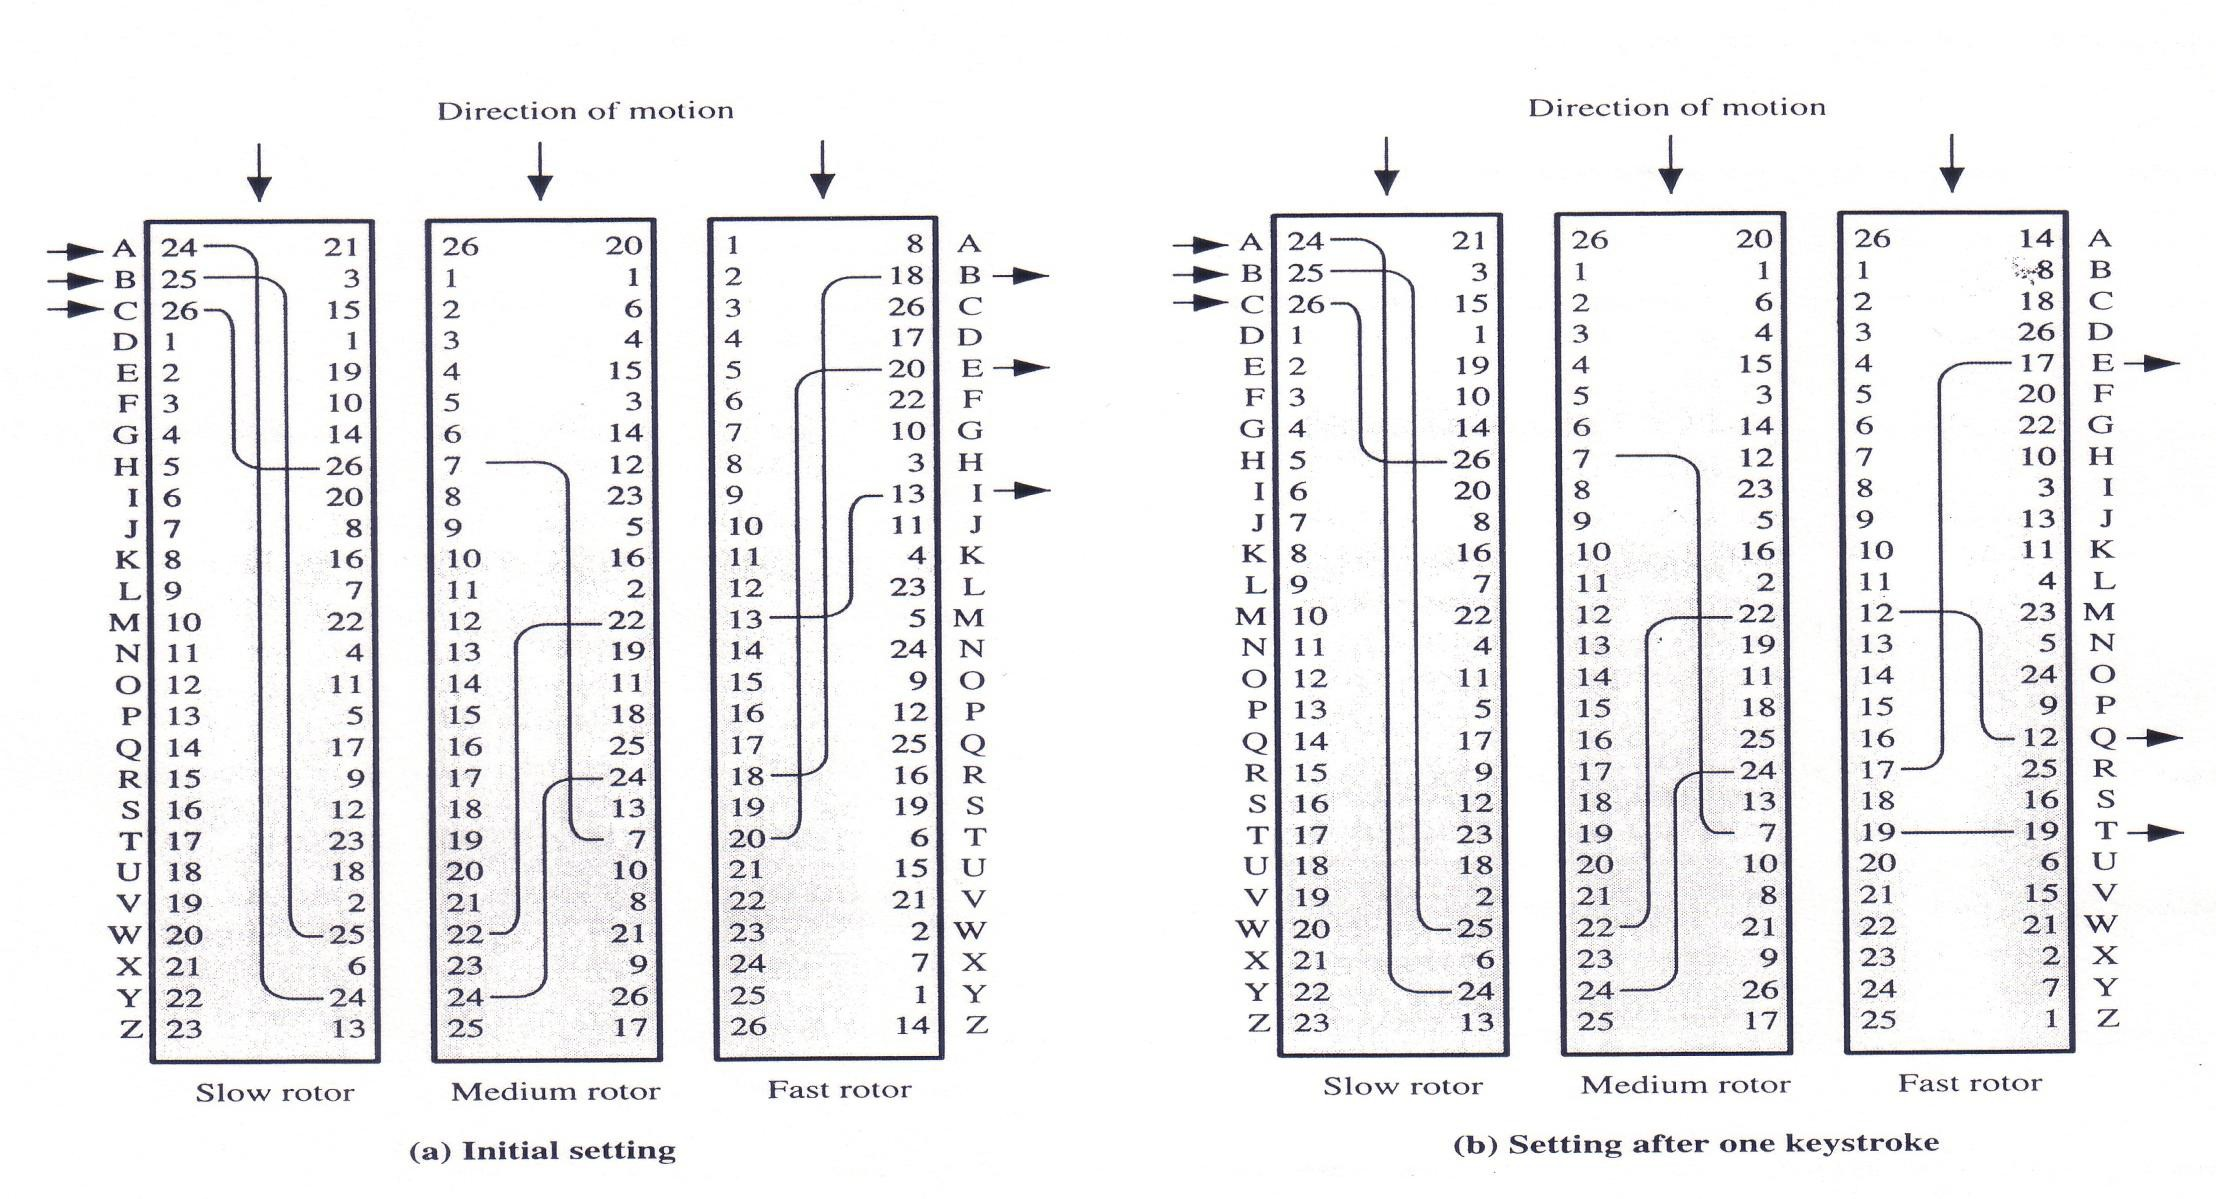 Direction of motion Direction of motion
A 24 21 26 20 1 8 A A 24 21 26 20 26 14 A
B 25 3 1 1 2 18 B B 25 3 1 1 1 8 B
C 26 15 2 6 3 26 C C 26 15 2 6 2 18 C
D 1 1 3 4 4 17 D D 1 1 3 4 3 26 D
E 2 19 4 15 5 20 E E 2 19 4 15 4 17 E
F 3 10 5 3 6 22 F F 3 10 5 3 5 20 F
G 4 14 6 14 7 10 G G 4 14 6 14 6 22 G
H 5 26 7 12 8 3 H H 5 26 7 12 7 10 H
I 6 20 8 23 9 13 I I 6 20 8 23 8 3 I
J 7 8 9 5 10 11 J J 7 8 9 5 9 13 J
K 8 16 10 16 11 4 K K 8 16 10 16 10 11 K
L 9 7 11 2 12 23 L L 9 7 11 2 11 4 L
M 10 22 12 22 13 5 M M 10 22 12 22 12 23 M
N 11 4 13 19 14 24 N N 11 4 13 19 13 5 N
O 12 11 14 11 15 9 O O 12 11 14 11 14 24 O
P 13 5 15 18 16 12 P P 13 5 15 18 15 9 P
Q 14 17 16 25 17 25 Q Q 14 17 16 25 16 12 Q
R 15 9 17 24 18 16 R R 15 9 17 24 17 25 R
S 16 12 18 13 19 19 S S 16 12 18 13 18 16 S
T 17 23 19 7 20 6 T T 17 23 19 7 19 19 T
U 18 18 20 10 21 15 U U 18 18 20 10 20 6 U
V 19 2 21 8 22 21 V V 19 2 21 8 21 15 V
W 20 25 22 21 23 2 W W 20 25 22 21 22 21 W
X 21 6 23 9 24 7 X X 21 6 23 9 23 2 X
Y 22 24 24 26 25 1 Y Y 22 24 24 26 24 7 Y
Z 23 13 25 17 26 14 Z Z 23 13 25 17 25 1 Z
Slow rotor Medium rotor Fast rotor Slow rotor Medium rotor Fast rotor
(a) Initial setting (b) Setting after one keystroke